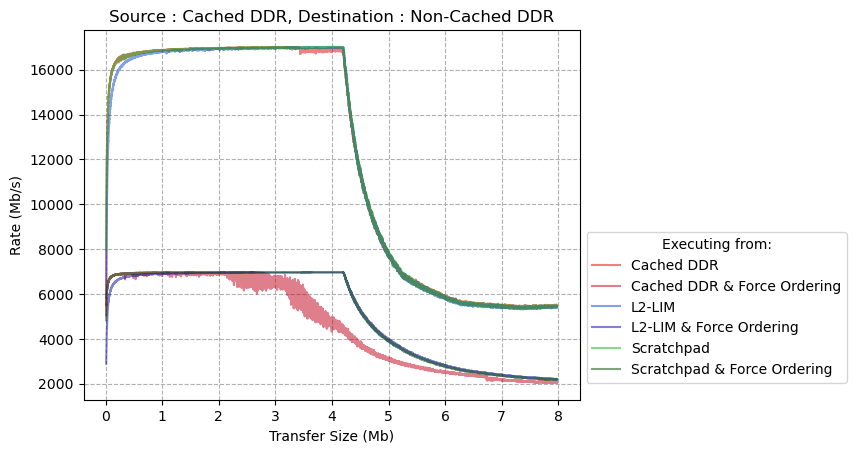 Source : Cached DDR, Destination : Non-Cached DDR
Rate (Mb/s)
16000
14000
12000
10000
8000
6000
4000
2000
0 1 2 3 4 5 6 7 8
Transfer Size (Mb)
Executing from:
Cached DDR
Cached DDR & Force Ordering
L2-LIM
L2-LIM & Force Ordering
Scratchpad
Scratchpad & Force Ordering